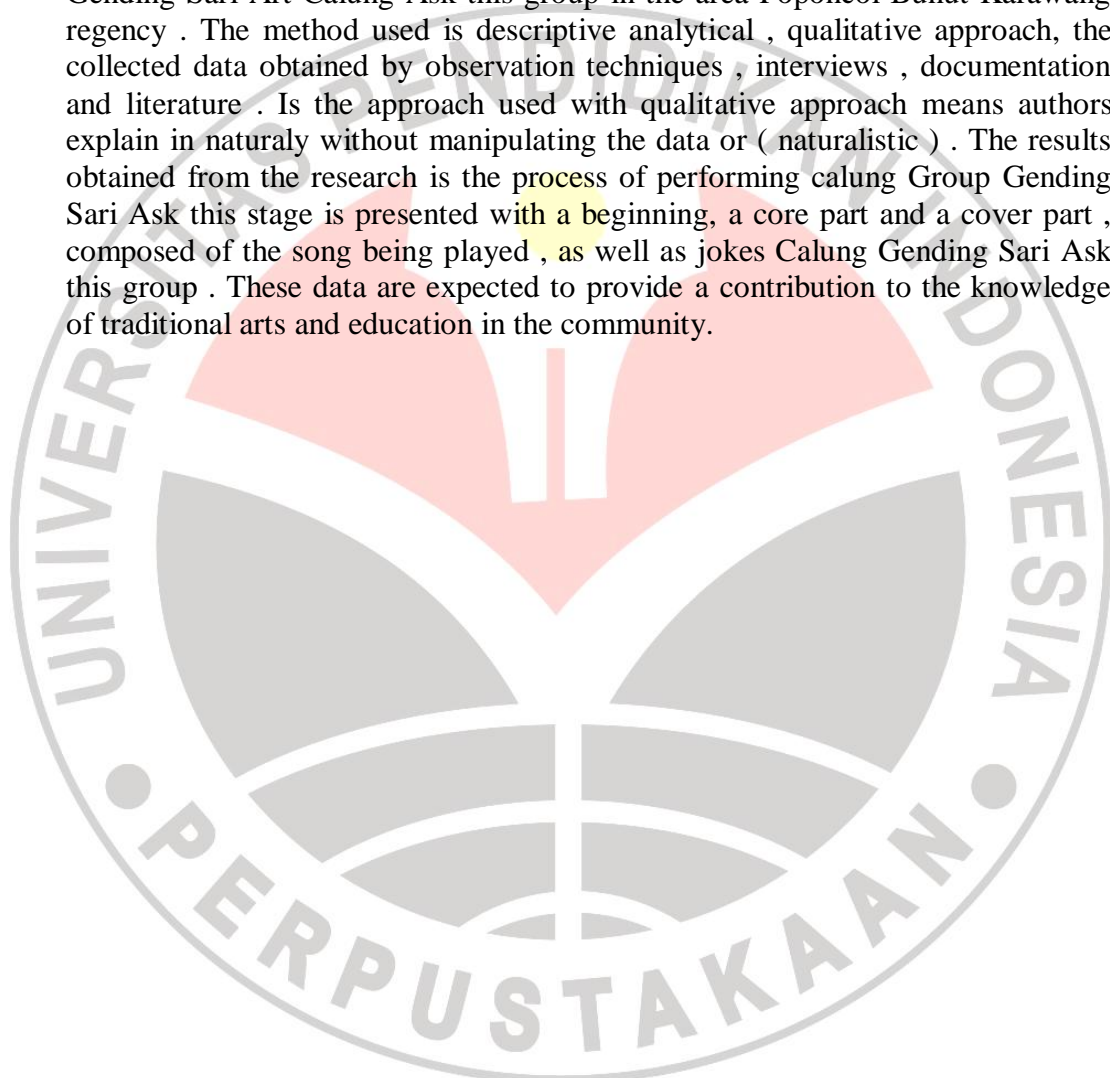 Gending Sari Art Calung Ask this group in the area Poponcol Bunut Karawang
regency . The method used is descriptive analytical , qualitative approach, the
collected data obtained by observation techniques , interviews , documentation
and literature . Is the approach used with qualitative approach means authors
explain in naturaly without manipulating the data or ( naturalistic ) . The results
obtained from the research is the process of performing calung Group Gending
Sari Ask this stage is presented with a beginning, a core part and a cover part ,
composed of the song being played , as well as jokes Calung Gending Sari Ask
this group . These data are expected to provide a contribution to the knowledge
of traditional arts and education in the community.
UNIVERSITAS PENDIDIKAN INDONESIA
PERPUSTAKAAN